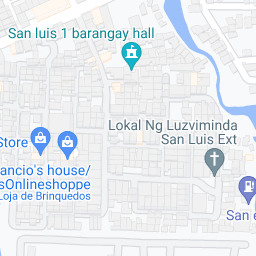 San luis 1 barangay hall
Lokal Ng Luzviminda
San Luis Ext
Store
ancio's house/
sOnlineshoppe
Loja de Brinquedos
San e